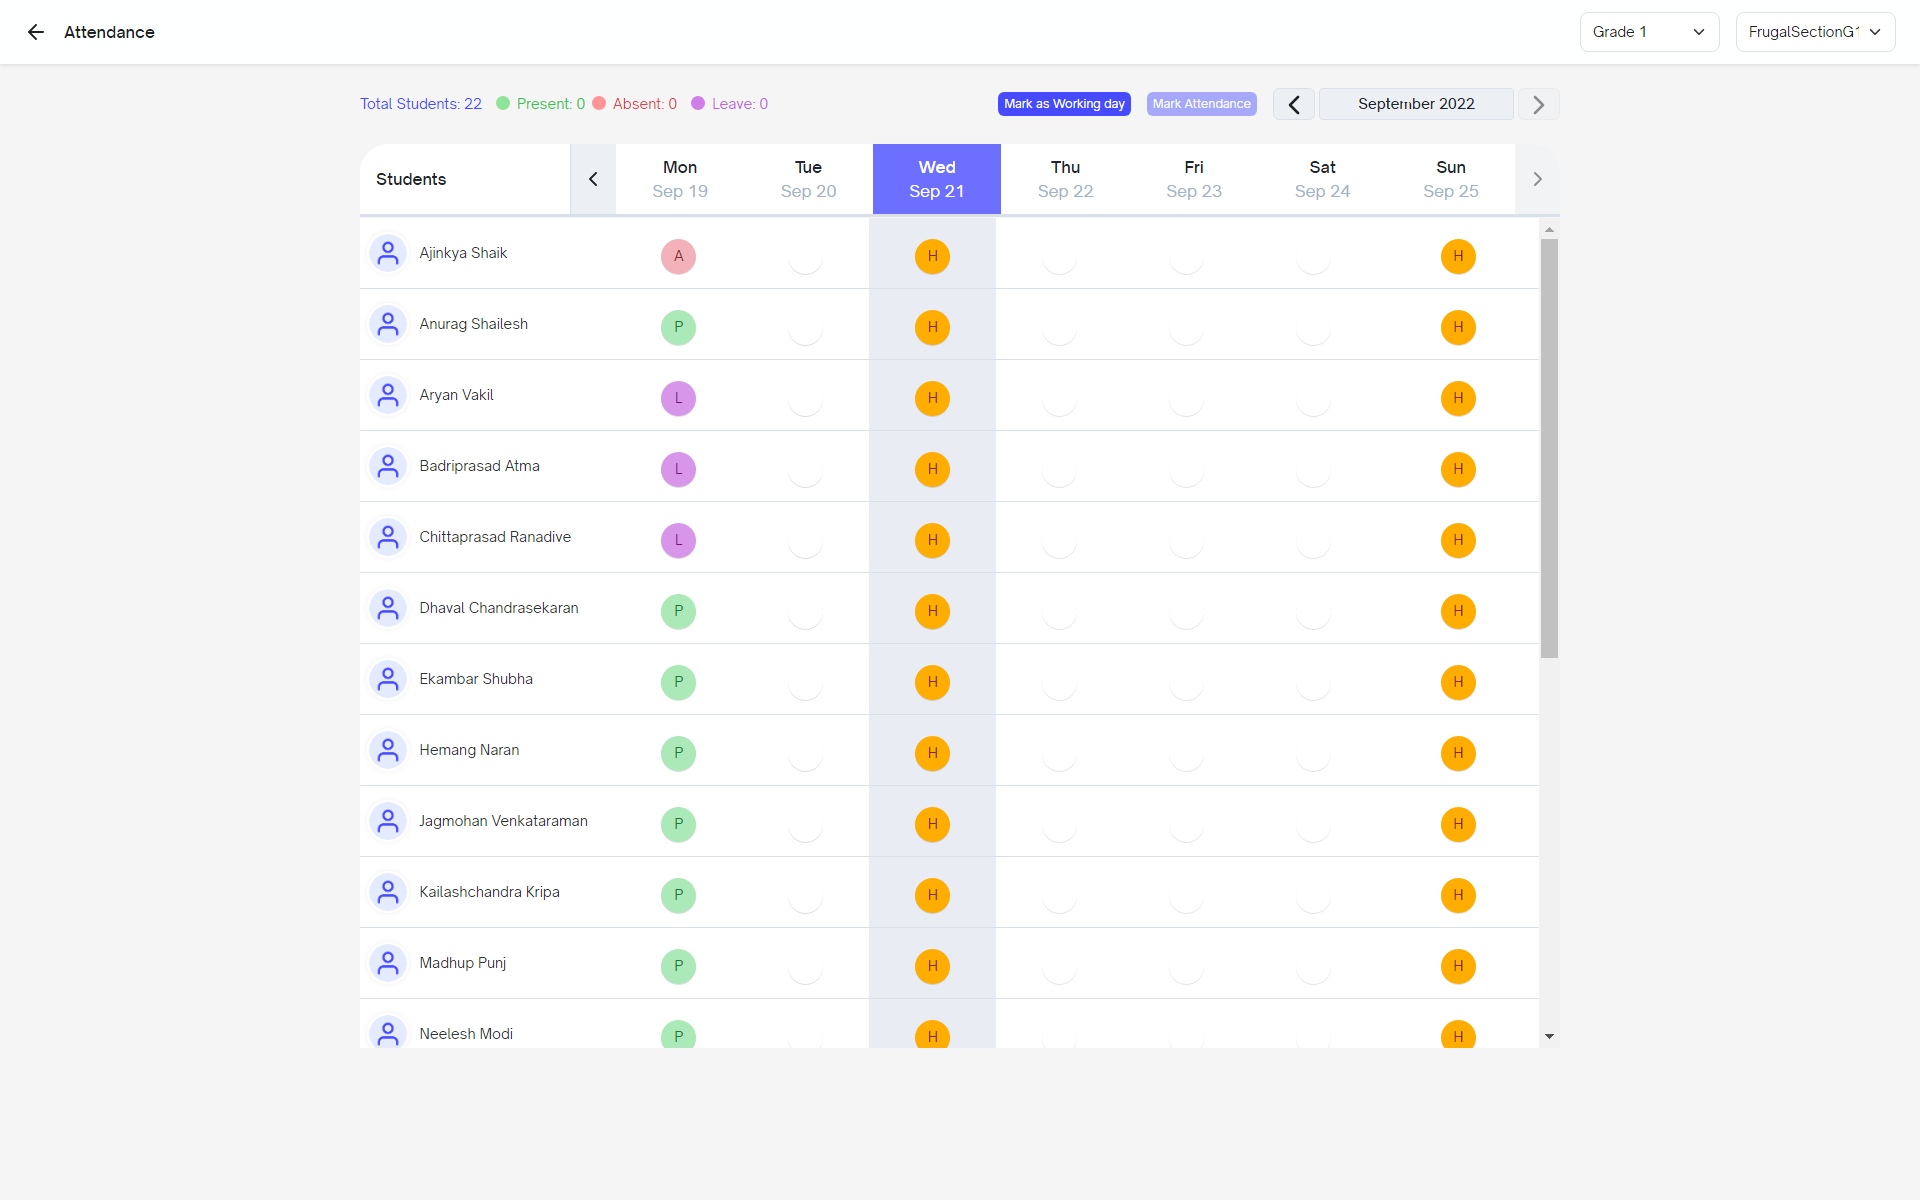 Attendance
Grade 1
FrugalSectionG1
Total Students: 22 Present: 0 Absent: 0 Leave: 0
Mark as Working day
Mark Attendance
September 2022
Students Mon Tue Wed Thu Fri Sat Sun
Sep 19 Sep 20 Sep 21 Sep 22 Sep 23 Sep 24 Sep 25
Ajinkya Shaik A H H
Anurag Shailesh P H H
Aryan Vakil L H H
Badriprasad Atma L H H
Chittaprasad Ranadive L H H
Dhaval Chandrasekaran P H H
Ekambar Shubha P H H
Hemang Naran P H H
Jagmohan Venkataraman P H H
Kailashchandra Kripa P H H
Madhup Punj P H H
Neelesh Modi P H H